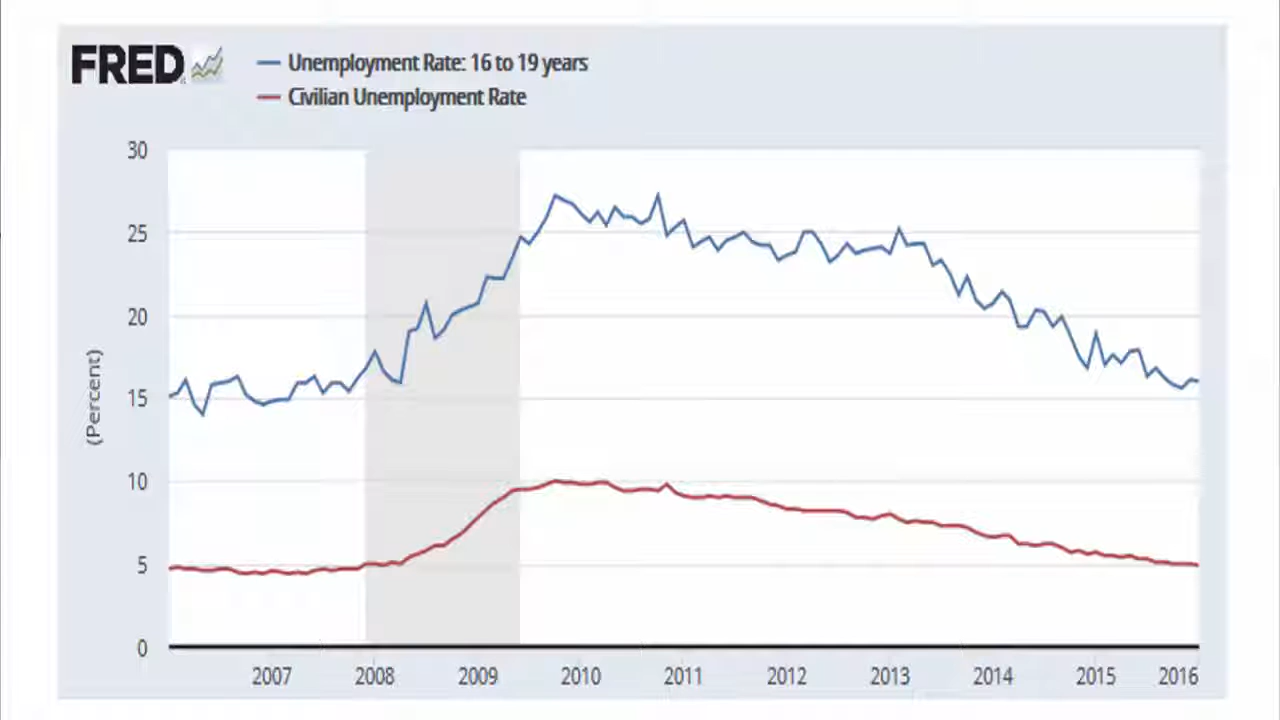 FRED
Unemployment Rate: 16 to 19 years
Civilian Unemployment Rate
(Percent)
30
25
20
15
10
5
0
2007 2008 2009 2010 2011 2012 2013 2014 2015 2016